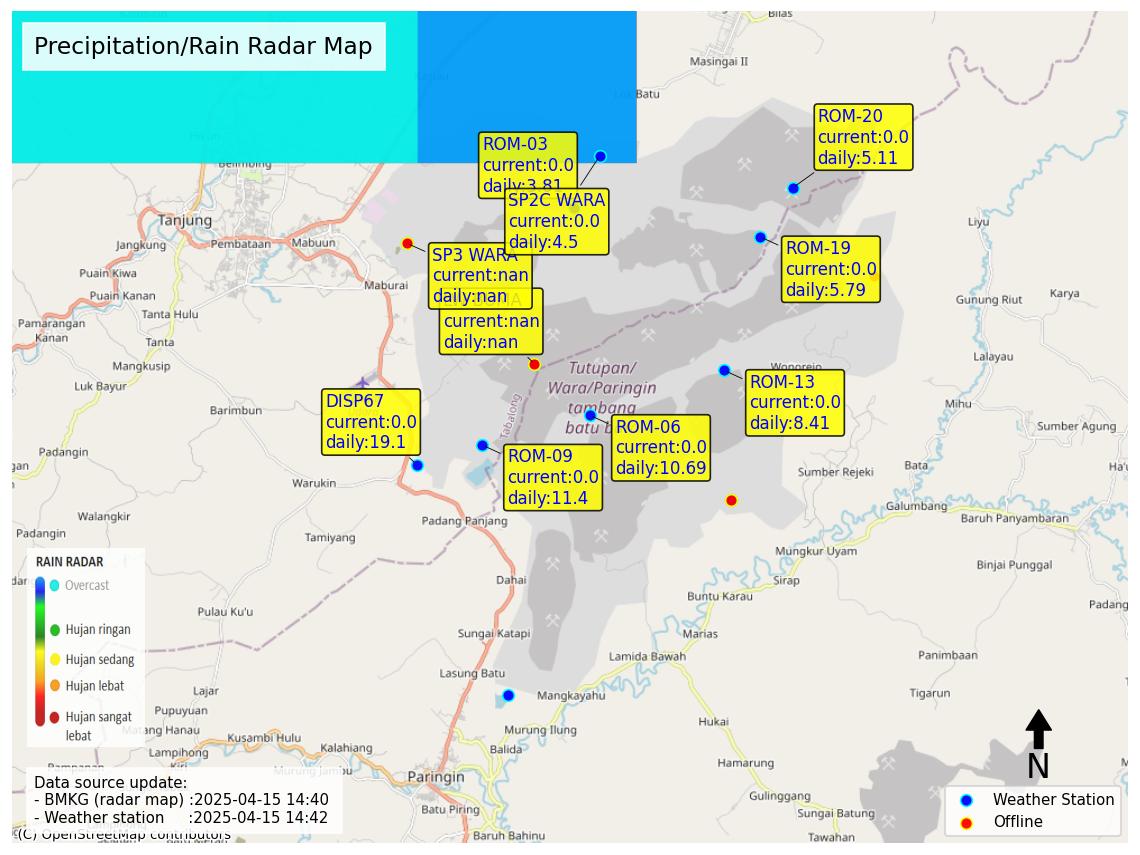 Precipitation/Rain Radar Map
Bilas
Masingai II
Batu
Belimbing
Tanjung
Jangkung
Pembataan
Mabuun
Puain Kiwa
Puain Kanan
Maburai
Tanta Hulu
Pamarangan
Kanan
Tanta
Mangkusip
Luk Bayur
Barimbun
Warukin
Padangin
Walangkir
Padangin
Tamiyang
Padang Panjang
Dahai
Pulau Ku'u
Sungai Katapi
Lasung Batu
Lajar
Pupuyuan
Matang Hanau
Lampihong
Kusambi Hulu
Kalahiang
Murung Jambu
Paringin
Batu Piring
Baruh Bahinu
Balida
Murung Ilung
Mangkayahu
Lamida Bawah
Marias
Buntu Karau
Sirap
Mungkur Uyam
Galumbang
Baruh Panyambaran
Binjai Punggal
Padang
Panimbaan
Tigarun
Hukai
Hamarung
Gulinggang
Sungai Batung
Tawahan
Sumber Rejeki
Bata
Sumber Agung
Mihu
Lalayau
Gunung Riut
Karya
Liyu
Wonorejo
Tabalong
Tutupan/
Wara/Paringin
tambang
batu
ROM-03
current:0.0
daily:3.81
SP2C WARA
current:0.0
daily:4.5
SP3 WARA
current:nan
daily:nan
current:nan
daily:nan
ROM-20
current:0.0
daily:5.11
ROM-19
current:0.0
daily:5.79
ROM-13
current:0.0
daily:8.41
ROM-06
current:0.0
daily:10.69
ROM-09
current:0.0
daily:11.4
DISP67
current:0.0
daily:19.1
RAIN RADAR
Overcast
Hujan ringan
Hujan sedang
Hujan lebat
Hujan sangat
lebat
Data source update:
- BMKG (radar map) :2025-04-15 14:40
- Weather station :2025-04-15 14:42
(C) OpenStreetMap contributors
N
Weather Station
Offline